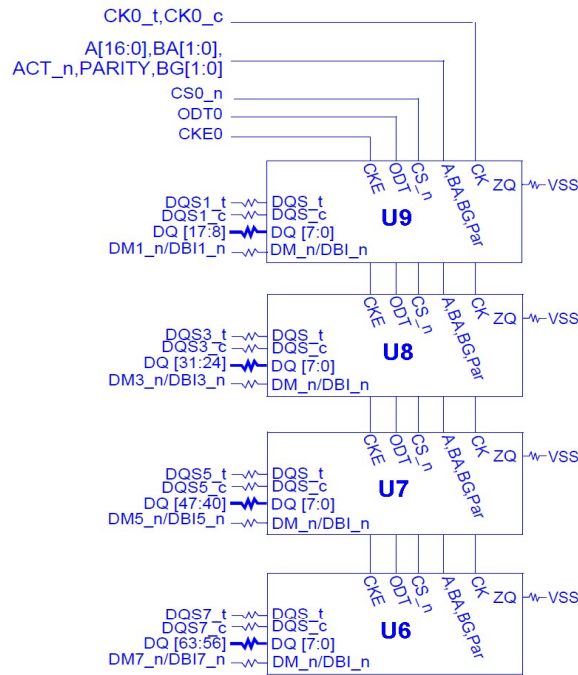 CK0_t,CK0_c
A[16:0],BA[1:0],
ACT_n,PARITY,BG[1:0]
CS0_n
ODT0
CKE0
CKE ODT CS_n A,BA,BG,Par CK ZQ VSS
U9
DQS1_t DQS_t
DQS1_c DQS_c
DQ [17:8] DQ [7:0]
DM1_n/DBI1_n DM_n/DBI_n
CKE ODT CS_n A,BA,BG,Par CK ZQ VSS
U8
DQS3_t DQS_t
DQS3_c DQS_c
DQ [31:24] DQ [7:0]
DM3_n/DBI3_n DM_n/DBI_n
CKE ODT CS_n A,BA,BG,Par CK ZQ VSS
U7
DQS5_t DQS_t
DQS5_c DQS_c
DQ [47:40] DQ [7:0]
DM5_n/DBI5_n DM_n/DBI_n
CKE ODT CS_n A,BA,BG,Par CK ZQ VSS
U6
DQS7_t DQS_t
DQS7_c DQS_c
DQ [63:56] DQ [7:0]
DM7_n/DBI7_n DM_n/DBI_n